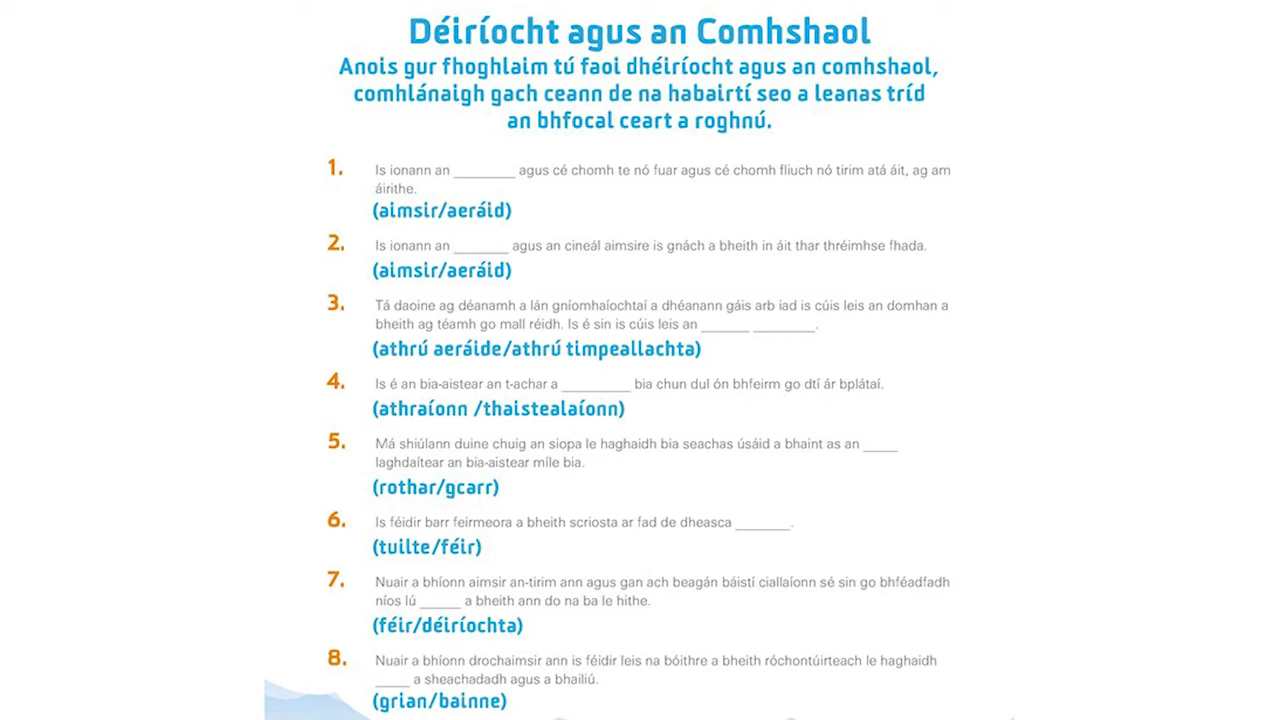 Déiríocht agus an Comhshaol
Anois gur fhoghlaim tú faoi dhéiríocht agus an comhshaol,
comhlánaigh gach ceann de na habairtí seo a leanas tríd
an bhfocal ceart a roghnú.
1. Is ionann an ________ agus cé chomh te nó fuar agus cé chomh fliuch nó tirim atá áit, ag am
áirithe.
(aimsir/aeráid)
2. Is ionann an _______ agus an cineál aimsire is gnách a bheith in áit thar thréimhse fhada.
(aimsir/aeráid)
3. Tá daoine ag déanamh a lán gníomhaíochtaí a dhéanann gáis arb iad is cúis leis an domhan a
bheith ag téamh go mall réidh. Is é sin is cúis leis an ______ ________.
(athrú aeráide/athrú timpeallachta)
4. Is é an bia-aistear an t-achar a _________ bia chun dul ón bhfeirm go dtí ár bplátaí.
(athraíonn /thaistealaíonn)
5. Má shiúlann duine chuig an siopa le haghaidh bia seachas úsáid a bhaint as an ____
laghdaítear an bia-aistear míle bia.
(rothar/gcarr)
6. Is féidir barr feirmeora a bheith scriosta ar fad de dheasca _______.
(tuilte/féir)
7. Nuair a bhíonn aimsir an-tirim ann agus gan ach beagán báistí ciallaíonn sé sin go bhféadfadh
níos lú _____ a bheith ann do na ba le hithe.
(féir/déiríochta)
8. Nuair a bhíonn drochaimsir ann is féidir leis na bóithre a bheith róchontúirteach le haghaidh
____ a sheachadadh agus a bhailiú.
(grian/bainne)